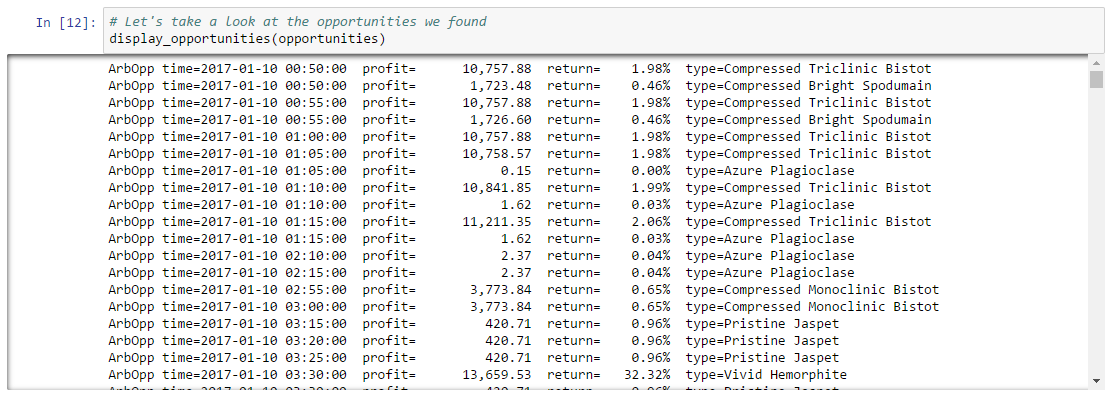 In [12]: # Let's take a look at the opportunities we found
display_opportunities(opportunities)
ArbOpp time=2017-01-10 00:50:00 profit= 10,757.88 return= 1.98% type=Compressed Triclinic Bistot
ArbOpp time=2017-01-10 00:50:00 profit= 1,723.48 return= 0.46% type=Compressed Bright Spodumain
ArbOpp time=2017-01-10 00:55:00 profit= 10,757.88 return= 1.98% type=Compressed Triclinic Bistot
ArbOpp time=2017-01-10 00:55:00 profit= 1,726.60 return= 0.46% type=Compressed Bright Spodumain
ArbOpp time=2017-01-10 01:00:00 profit= 10,757.88 return= 1.98% type=Compressed Triclinic Bistot
ArbOpp time=2017-01-10 01:05:00 profit= 10,758.57 return= 1.98% type=Compressed Triclinic Bistot
ArbOpp time=2017-01-10 01:05:00 profit= 0.15 return= 0.00% type=Azure Plagioclase
ArbOpp time=2017-01-10 01:10:00 profit= 10,841.85 return= 1.99% type=Compressed Triclinic Bistot
ArbOpp time=2017-01-10 01:10:00 profit= 1.62 return= 0.03% type=Azure Plagioclase
ArbOpp time=2017-01-10 01:15:00 profit= 11,211.35 return= 2.06% type=Compressed Triclinic Bistot
ArbOpp time=2017-01-10 01:15:00 profit= 1.62 return= 0.03% type=Azure Plagioclase
ArbOpp time=2017-01-10 02:10:00 profit= 2.37 return= 0.04% type=Azure Plagioclase
ArbOpp time=2017-01-10 02:15:00 profit= 2.37 return= 0.04% type=Azure Plagioclase
ArbOpp time=2017-01-10 02:55:00 profit= 3,773.84 return= 0.65% type=Compressed Monoclinic Bistot
ArbOpp time=2017-01-10 03:00:00 profit= 3,773.84 return= 0.65% type=Compressed Monoclinic Bistot
ArbOpp time=2017-01-10 03:15:00 profit= 420.71 return= 0.96% type=Pristine Jaspet
ArbOpp time=2017-01-10 03:20:00 profit= 420.71 return= 0.96% type=Pristine Jaspet
ArbOpp time=2017-01-10 03:25:00 profit= 420.71 return= 0.96% type=Pristine Jaspet
ArbOpp time=2017-01-10 03:30:00 profit= 13,659.53 return= 32.32% type=Vivid Hemorphite